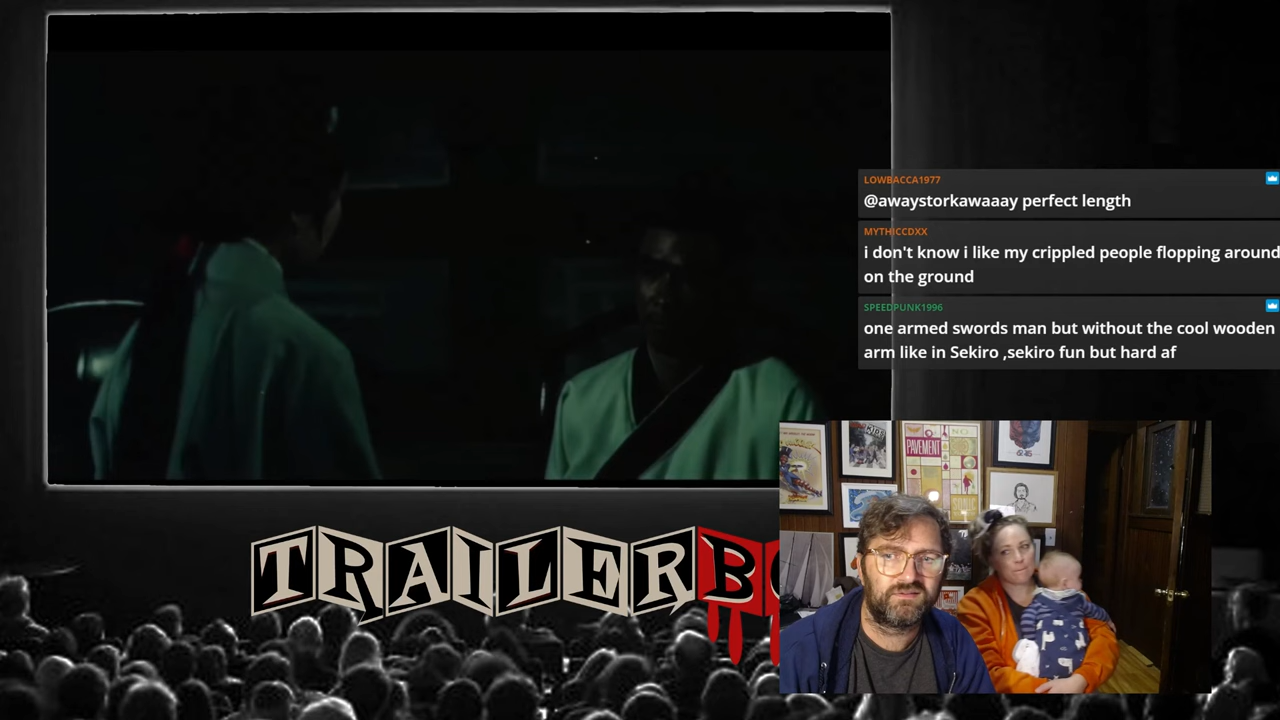 LOWBACCA1977
@awaystorkawaaay perfect length
MYTHICCDXX
i don't know i like my crippled people flopping around
on the ground
SPEEDPUNK1996
one armed swords man but without the cool wooden
arm like in Sekiro ,sekiro fun but hard af
PAVEMENT
TRAILERB